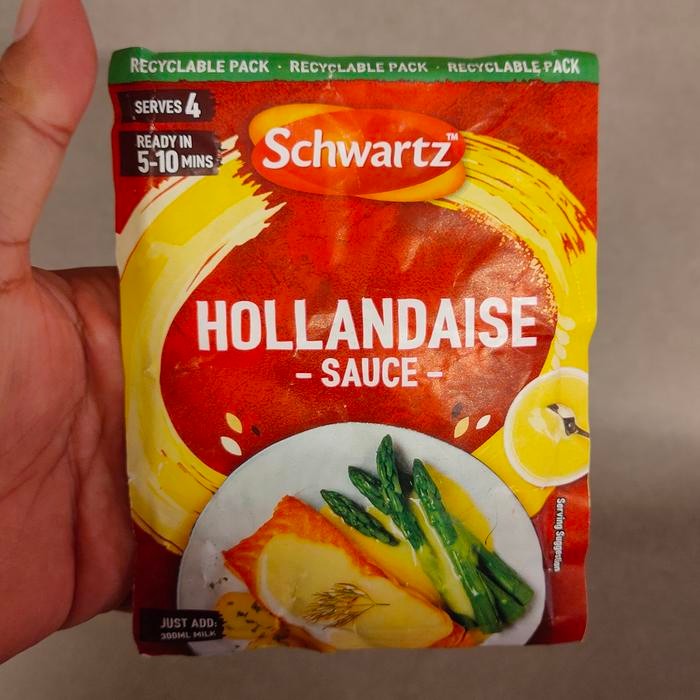 RECYCLABLE PACK · RECYCLABLE PACK · RECYCLABLE PACK
SERVES 4
READY IN
5-10 MINS
Schwartz™
HOLLANDAISE
- SAUCE -
Serving Suggestion
JUST ADD:
300ML MILK